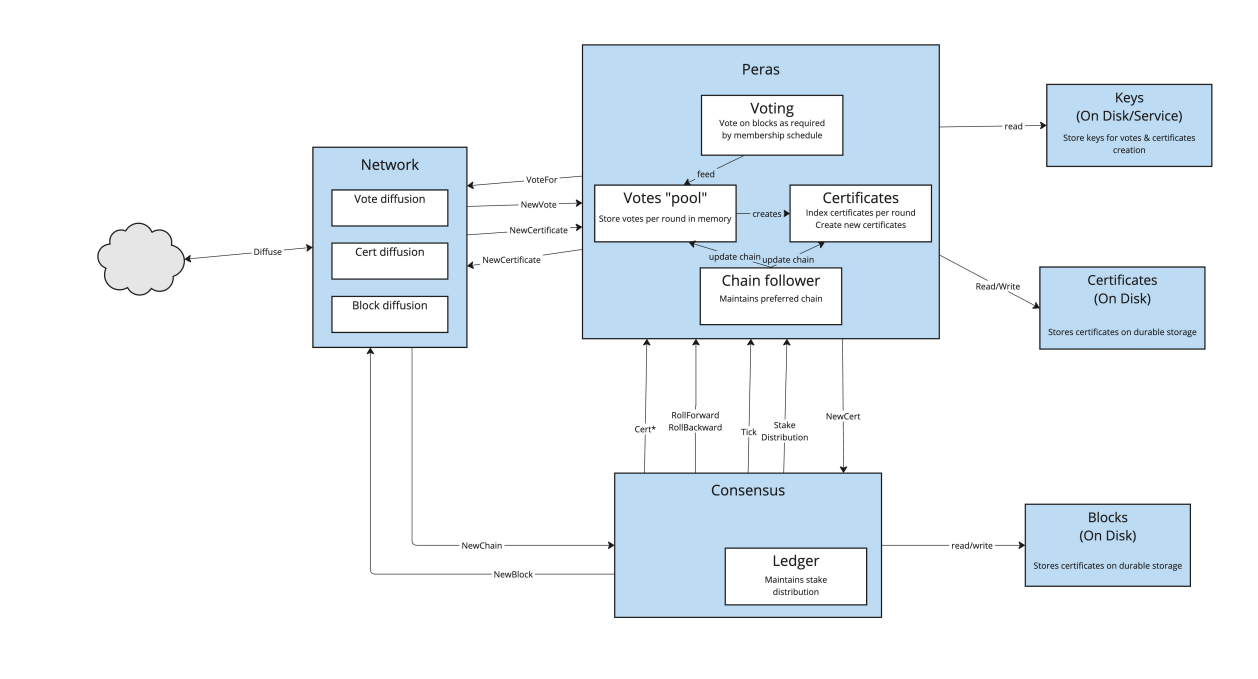 Peras
Voting
Vote on blocks as required
by membership schedule
feed
Votes "pool"
Store votes per round in memory
creates
Certificates
Index certificates per round
Create new certificates
update chain
update chain
Chain follower
Maintains preferred chain
Keys
(On Disk/Service)
Store keys for votes & certificates
creation
read
Network
Vote diffusion
Cert diffusion
Block diffusion
VoteFor
NewVote
NewCertificate
NewCertificate
Diffuse
Read/Write
Certificates
(On Disk)
Stores certificates on durable storage
Cert*
RollForward
RollBackward
Tick
Stake
Distribution
NewCert
Consensus
Ledger
Maintains stake
distribution
NewChain
NewBlock
read/write
Blocks
(On Disk)
Stores certificates on durable storage